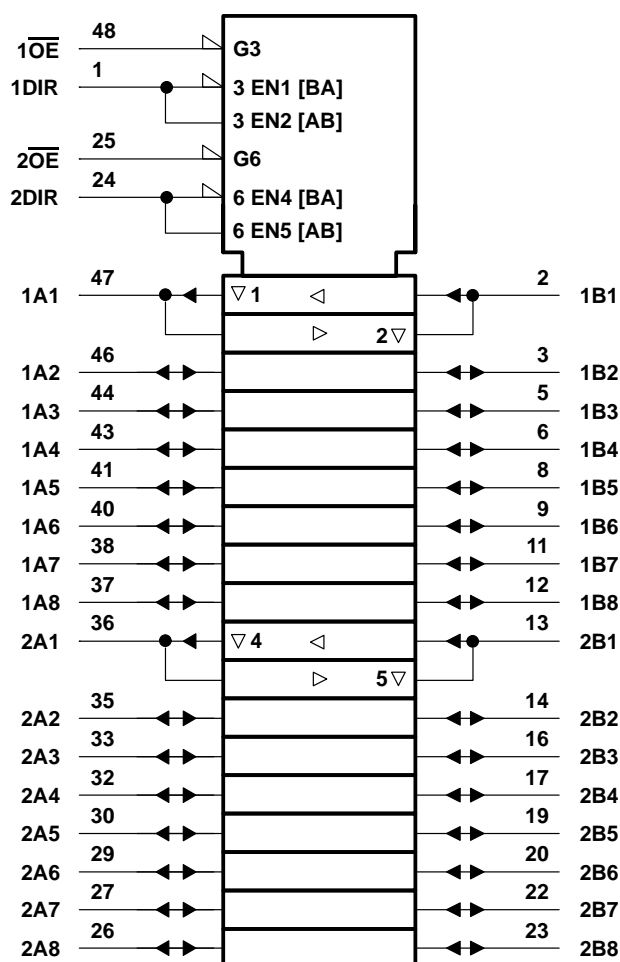 1O̅E̅ 48 G3
1DIR 1 3 EN1 [BA]
3 EN2 [AB]
2O̅E̅ 25 G6
2DIR 24 6 EN4 [BA]
6 EN5 [AB]
1A1 47 ▽ 1 ◁ 2 1B1
▷ 2 ▽
1A2 46 3 1B2
1A3 44 5 1B3
1A4 43 6 1B4
1A5 41 8 1B5
1A6 40 9 1B6
1A7 38 11 1B7
1A8 37 12 1B8
2A1 36 ▽ 4 ◁ 13 2B1
▷ 5 ▽
2A2 35 14 2B2
2A3 33 16 2B3
2A4 32 17 2B4
2A5 30 19 2B5
2A6 29 20 2B6
2A7 27 22 2B7
2A8 26 23 2B8